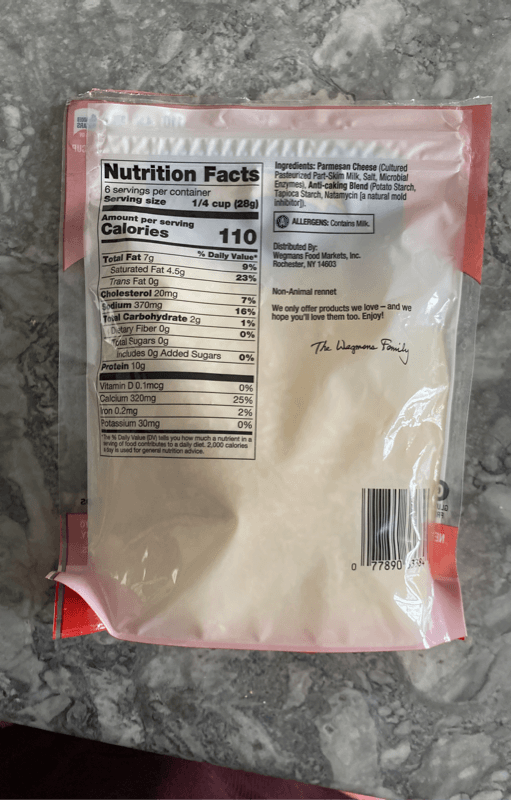 Nutrition Facts
6 servings per container
Serving size 1/4 cup (28g)
Amount per serving
Calories 110
% Daily Value*
Total Fat 7g 9%
Saturated Fat 4.5g 23%
Trans Fat 0g
Cholesterol 20mg 7%
Sodium 370mg 16%
Total Carbohydrate 2g 1%
Dietary Fiber 0g 0%
Total Sugars 0g
Includes 0g Added Sugars 0%
Protein 10g
Vitamin D 0.1mcg 0%
Calcium 320mg 25%
Iron 0.2mg 2%
Potassium 30mg 0%
*The % Daily Value (DV) tells you how much a nutrient in a
serving of food contributes to a daily diet. 2,000 calories
a day is used for general nutrition advice.
Ingredients: Parmesan Cheese (Cultured
Pasteurized Part-Skim Milk, Salt, Microbial
Enzymes), Anti-caking Blend (Potato Starch,
Tapioca Starch, Natamycin [a natural mold
inhibitor]).
A ALLERGENS: Contains Milk.
Distributed By:
Wegmans Food Markets, Inc.
Rochester, NY 14603
Non-Animal rennet
We only offer products we love – and we
hope you'll love them too. Enjoy!
The Wegmans Family
0 77890